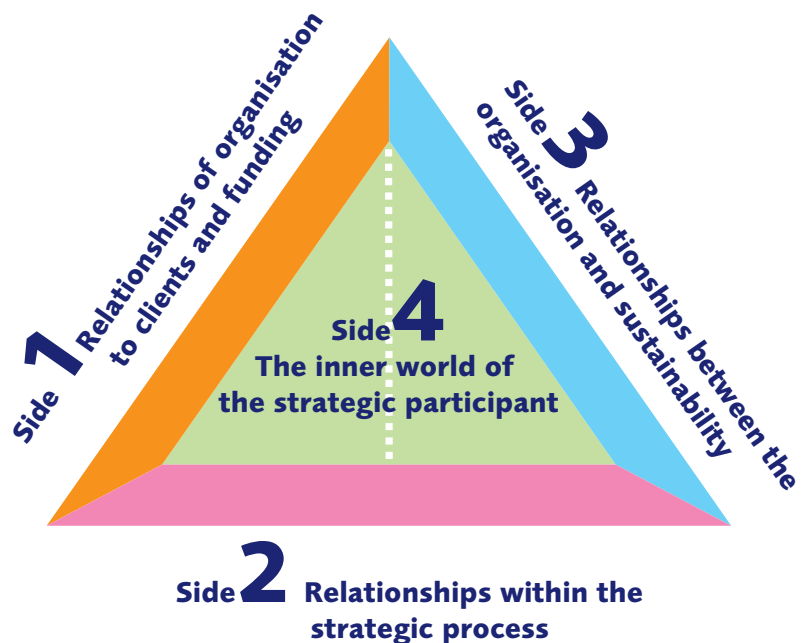 Side 1 Relationships of organisation
to clients and funding
Side 3 Relationships between the
organisation and sustainability
Side 4
The inner world of
the strategic participant
Side 2 Relationships within the
strategic process